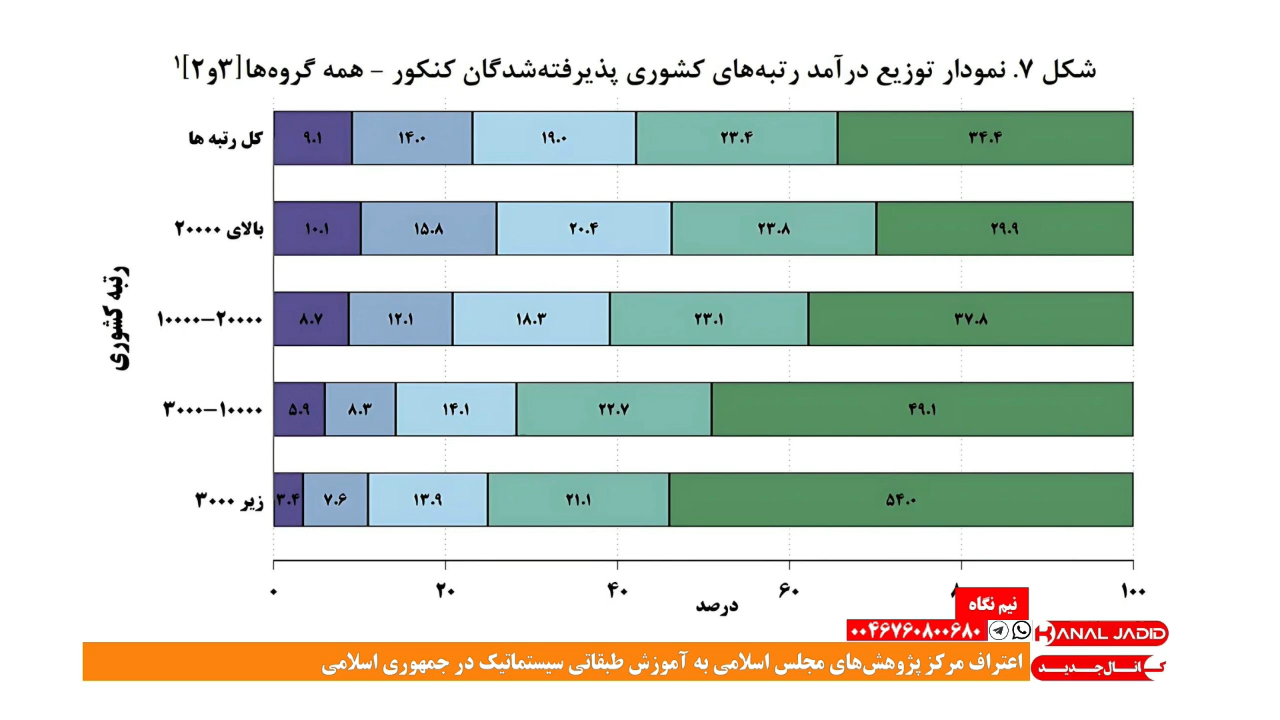 شکل ۷. نمودار توزیع درآمد رتبه‌های کشوری پذیرفته‌شدگان کنکور – همه گروه‌ها[۳و۲]۱
کل رتبه ها ۹.۱ ۱۴.۰ ۱۹.۰ ۲۳.۴ ۳۴.۴
بالای ۲۰۰۰۰ ۱۰.۱ ۱۵.۸ ۲۰.۴ ۲۳.۸ ۲۹.۹
۱۰۰۰۰–۲۰۰۰۰ ۸.۷ ۱۲.۱ ۱۸.۳ ۲۳.۱ ۳۷.۸
۳۰۰۰–۱۰۰۰۰ ۵.۹ ۸.۳ ۱۴.۱ ۲۲.۷ ۴۹.۱
زیر ۳۰۰۰ ۳.۴ ۷.۶ ۱۳.۹ ۲۱.۱ ۵۴.۰
رتبه کشوری
۰ ۲۰ ۴۰ ۶۰ ۸ ۱۰۰
درصد
نیم نگاه
۰۰۴۶۷۶۰۸۰۰۶۸۰
KANAL JADID
کانال جدید
اعتراف مرکز پژوهش‌های مجلس اسلامی به آموزش طبقاتی سیستماتیک در جمهوری اسلامی